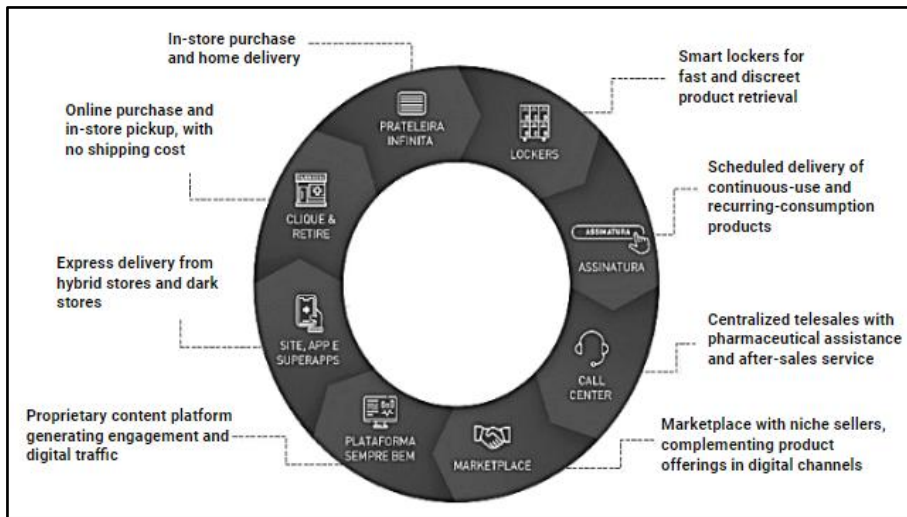 In-store purchase
and home delivery
PRATELEIRA
INFINITA
Smart lockers for
fast and discreet
product retrieval
LOCKERS
Scheduled delivery of
continuous-use and
recurring-consumption
products
ASSINATURA
ASSINATURA
Centralized telesales with
pharmaceutical assistance
and after-sales service
CALL
CENTER
Marketplace with niche sellers,
complementing product
offerings in digital channels
MARKETPLACE
Proprietary content platform
generating engagement and
digital traffic
PLATAFORMA
SEMPRE BEM
Express delivery from
hybrid stores and dark
stores
SITE, APP E
SUPERAPPS
Online purchase and
in-store pickup, with
no shipping cost
CLIQUE &
RETIRE